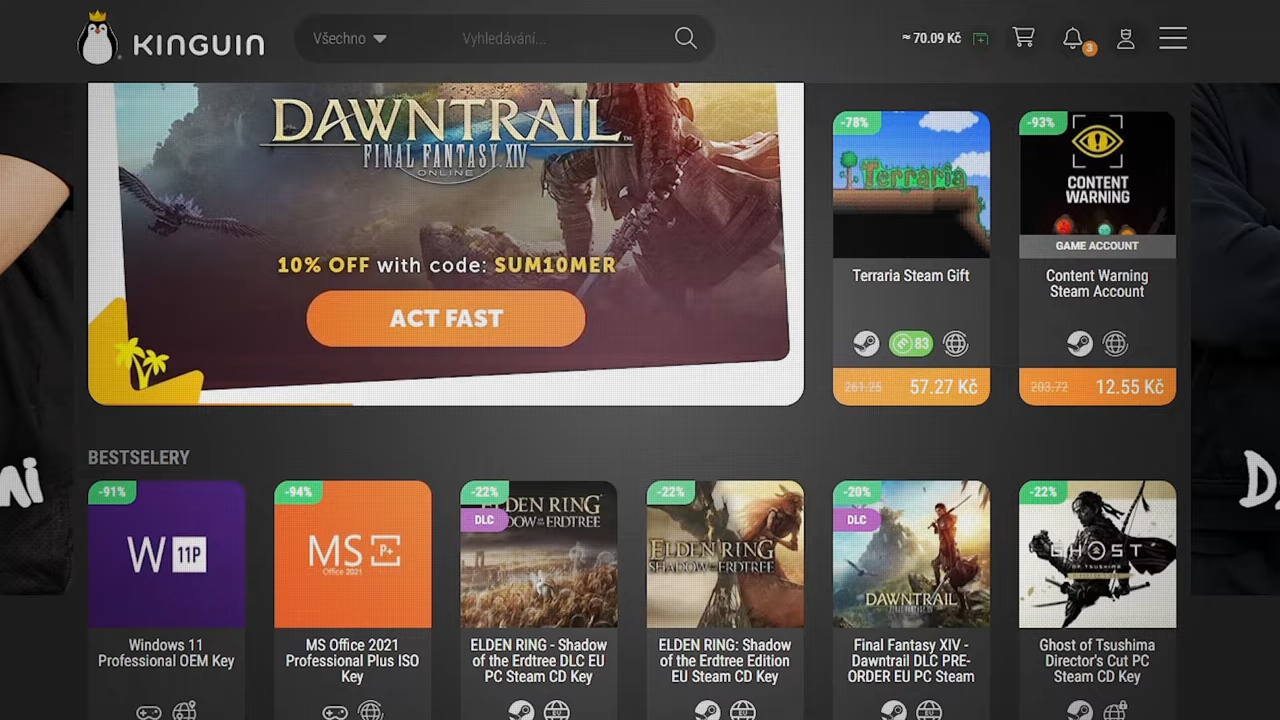 KINGUIN
Všechno
Vyhledávání...
≈ 70.09 Kč
3
DAWNTRAIL™
FINAL FANTASY XIV
ONLINE
10% OFF with code: SUM10MER
ACT FAST
-78%
Terraria
Terraria Steam Gift
83
261.25
57.27 Kč
-93%
CONTENT
WARNING
GAME ACCOUNT
Content Warning
Steam Account
203.72
12.55 Kč
BESTSELERY
-91%
W 11P
Windows 11
Professional OEM Key
-94%
MS P+
Office 2021
MS Office 2021
Professional Plus ISO
Key
-22%
DLC
ELDEN RING
SHADOW OF THE ERDTREE
ELDEN RING - Shadow
of the Erdtree DLC EU
PC Steam CD Key
EU
-22%
ELDEN RING
SHADOW OF THE ERDTREE
ELDEN RING: Shadow
of the Erdtree Edition
EU Steam CD Key
EU
-20%
DLC
DAWNTRAIL
FINAL FANTASY XIV
Final Fantasy XIV -
Dawntrail DLC PRE-
ORDER EU PC Steam
EU
-22%
GHOST
OF TSUSHIMA
Ghost of Tsushima
Director's Cut PC
Steam CD Key